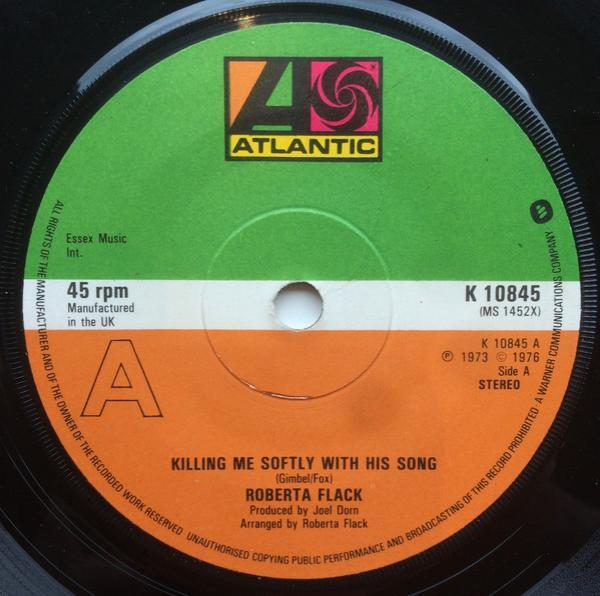 ATLANTIC
Essex Music
Int.
45 rpm
Manufactured
in the UK
K 10845
(MS 1452X)
K 10845 A
℗ 1973 © 1976
Side A
STEREO
A
KILLING ME SOFTLY WITH HIS SONG
(Gimbel/Fox)
ROBERTA FLACK
Produced by Joel Dorn
Arranged by Roberta Flack
ALL RIGHTS OF THE MANUFACTURER AND OF THE OWNER OF THE RECORDED WORK RESERVED · UNAUTHORISED COPYING PUBLIC PERFORMANCE AND BROADCASTING OF THIS RECORD PROHIBITED · A WARNER COMMUNICATIONS COMPANY